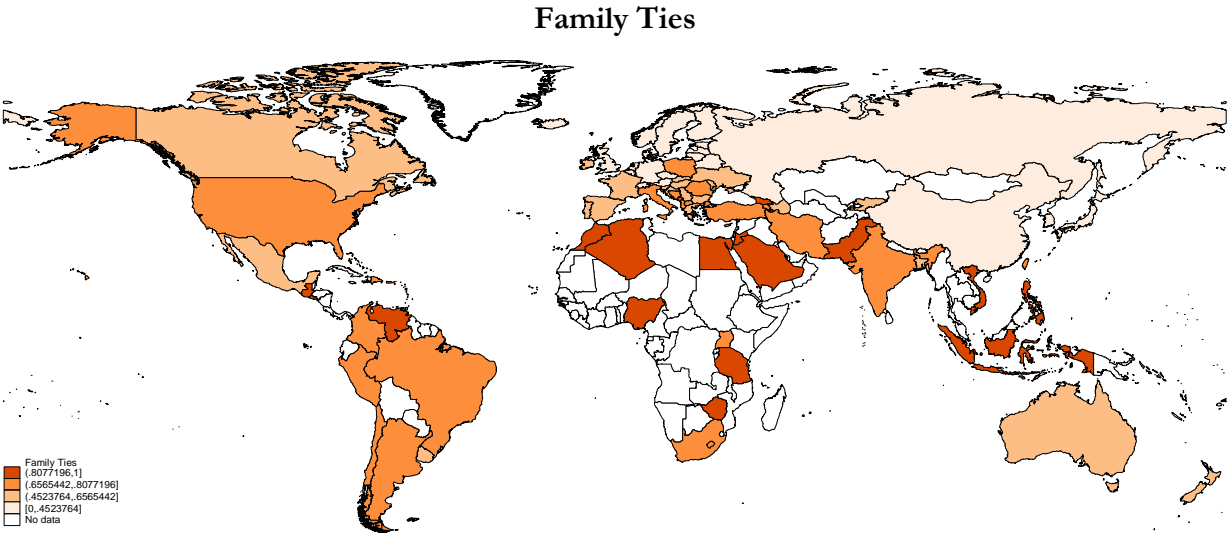 Family Ties
Family Ties
(.8077196,1]
(.6565442,.8077196]
(.4523764,.6565442]
[0,.4523764]
No data